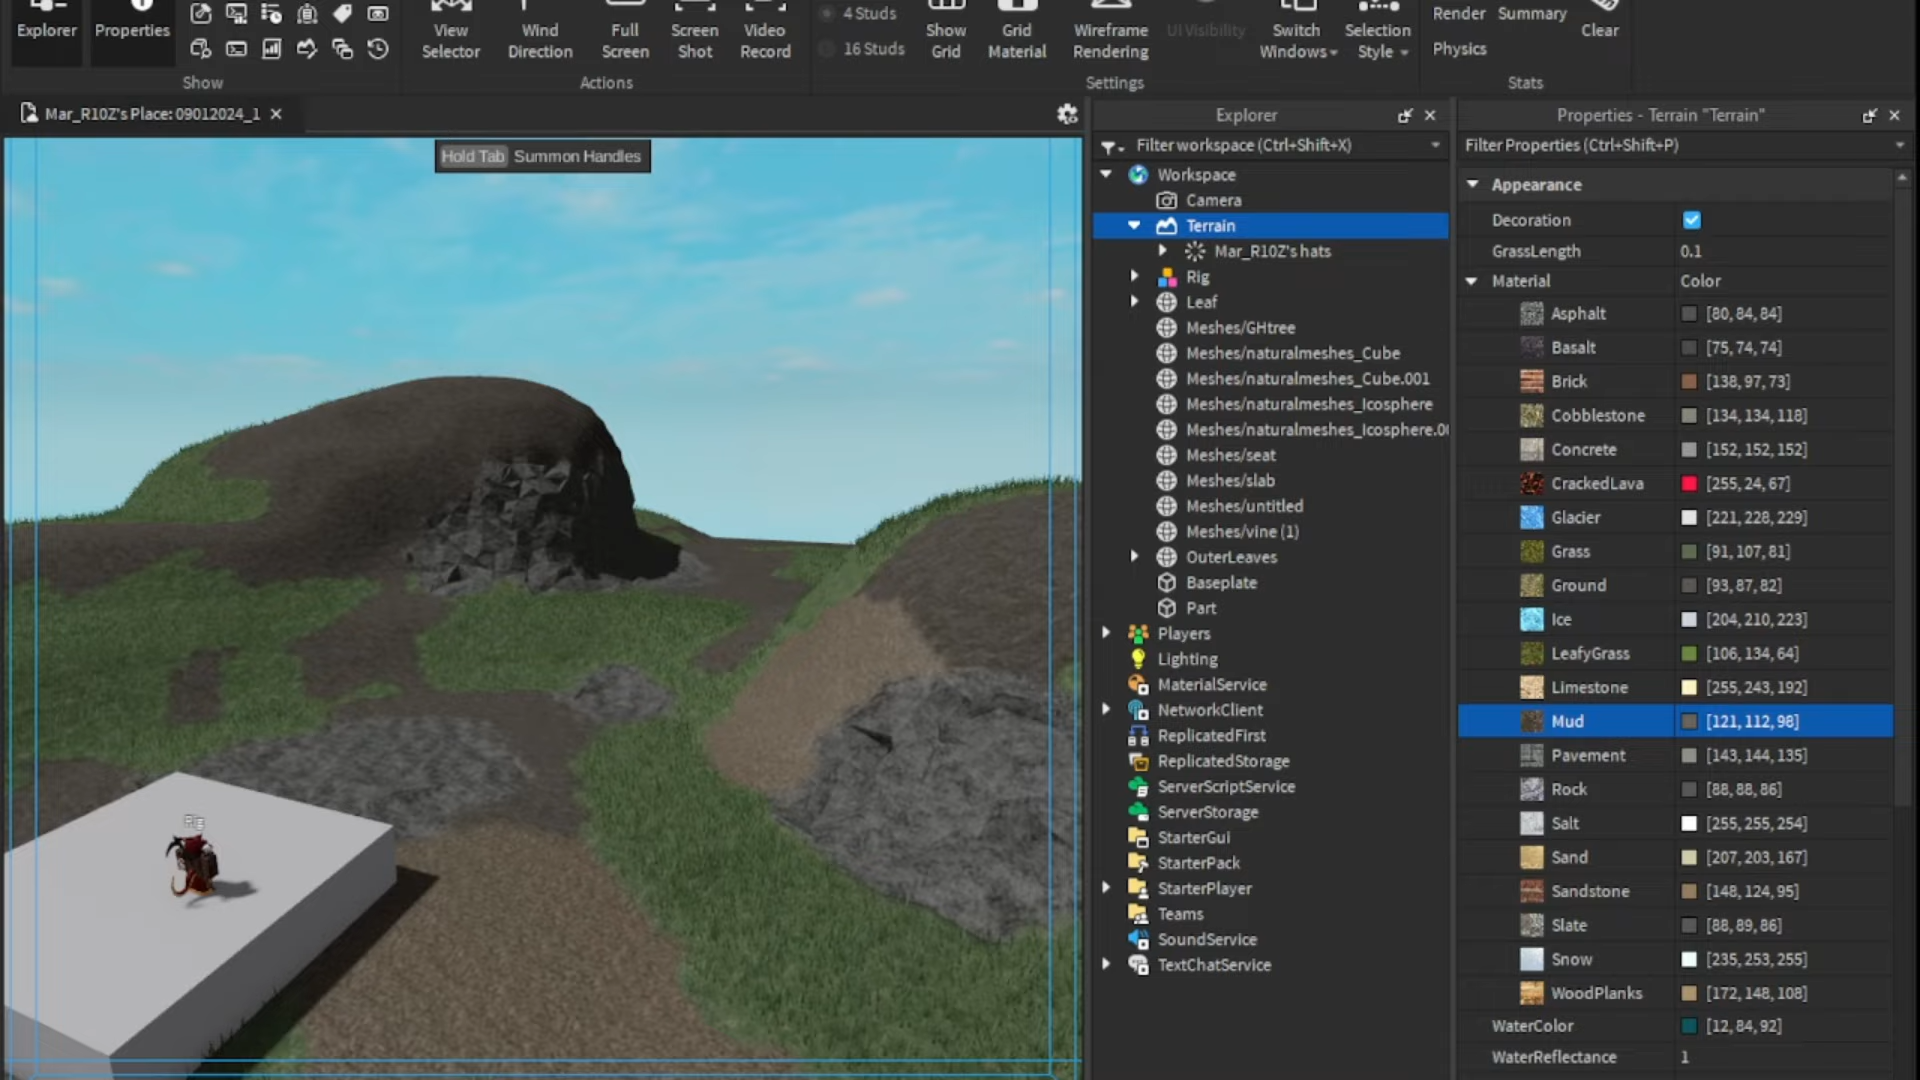 Explorer
Properties
Show
View
Selector
Wind
Direction
Full
Screen
Screen
Shot
Video
Record
Actions
4 Studs
16 Studs
Show
Grid
Grid
Material
Wireframe
Rendering
UI Visibility
Switch
Windows
Selection
Style
Settings
Render
Summary
Physics
Clear
Stats
Mar_R10Z's Place: 09012024_1
Hold Tab Summon Handles
Explorer
Filter workspace (Ctrl+Shift+X)
Workspace
Camera
Terrain
Mar_R10Z's hats
Rig
Leaf
Meshes/GHtree
Meshes/naturalmeshes_Cube
Meshes/naturalmeshes_Cube.001
Meshes/naturalmeshes_Icosphere
Meshes/naturalmeshes_Icosphere.0
Meshes/seat
Meshes/slab
Meshes/untitled
Meshes/vine (1)
OuterLeaves
Baseplate
Part
Players
Lighting
MaterialService
NetworkClient
ReplicatedFirst
ReplicatedStorage
ServerScriptService
ServerStorage
StarterGui
StarterPack
StarterPlayer
Teams
SoundService
TextChatService
Properties - Terrain "Terrain"
Filter Properties (Ctrl+Shift+P)
Appearance
Decoration
GrassLength 0.1
Material Color
Asphalt [80, 84, 84]
Basalt [75, 74, 74]
Brick [138, 97, 73]
Cobblestone [134, 134, 118]
Concrete [152, 152, 152]
CrackedLava [255, 24, 67]
Glacier [221, 228, 229]
Grass [91, 107, 81]
Ground [93, 87, 82]
Ice [204, 210, 223]
LeafyGrass [106, 134, 64]
Limestone [255, 243, 192]
Mud [121, 112, 98]
Pavement [143, 144, 135]
Rock [88, 88, 86]
Salt [255, 255, 254]
Sand [207, 203, 167]
Sandstone [148, 124, 95]
Slate [88, 89, 86]
Snow [235, 253, 255]
WoodPlanks [172, 148, 108]
WaterColor [12, 84, 92]
WaterReflectance 1
Rig